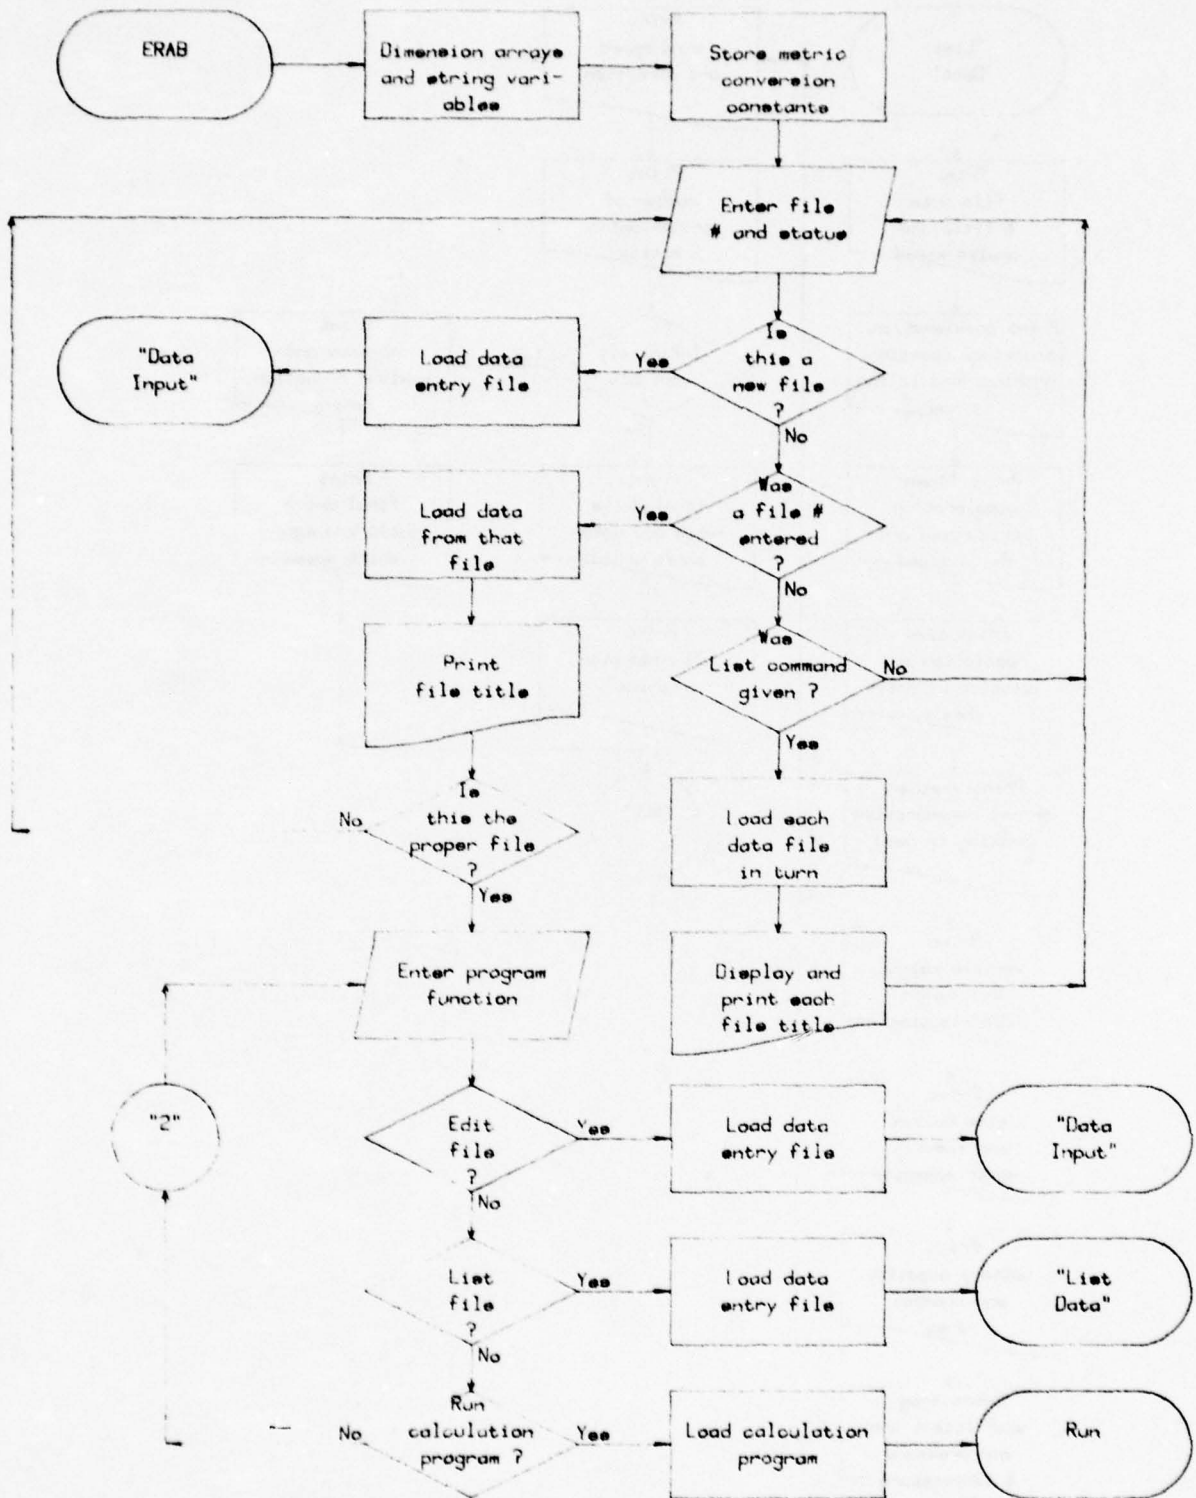 ERAB
Dimension arrays
and string vari-
ables
Store metric
conversion
constants
Enter file
# and status
Is
this a
new file
?
Yes
Load data
entry file
"Data
Input"
No
Was
a file #
entered
?
Yes
Load data
from that
file
No
Print
file title
Was
List command
given ?
No
Yes
Is
this the
proper file
?
No
Yes
Load each
data file
in turn
Enter program
function
Display and
print each
file title
"2"
Edit
file
?
Yes
Load data
entry file
"Data
Input"
No
List
file
?
Yes
Load data
entry file
"List
Data"
No
Run
calculation
program ?
No
Yes
Load calculation
program
Run